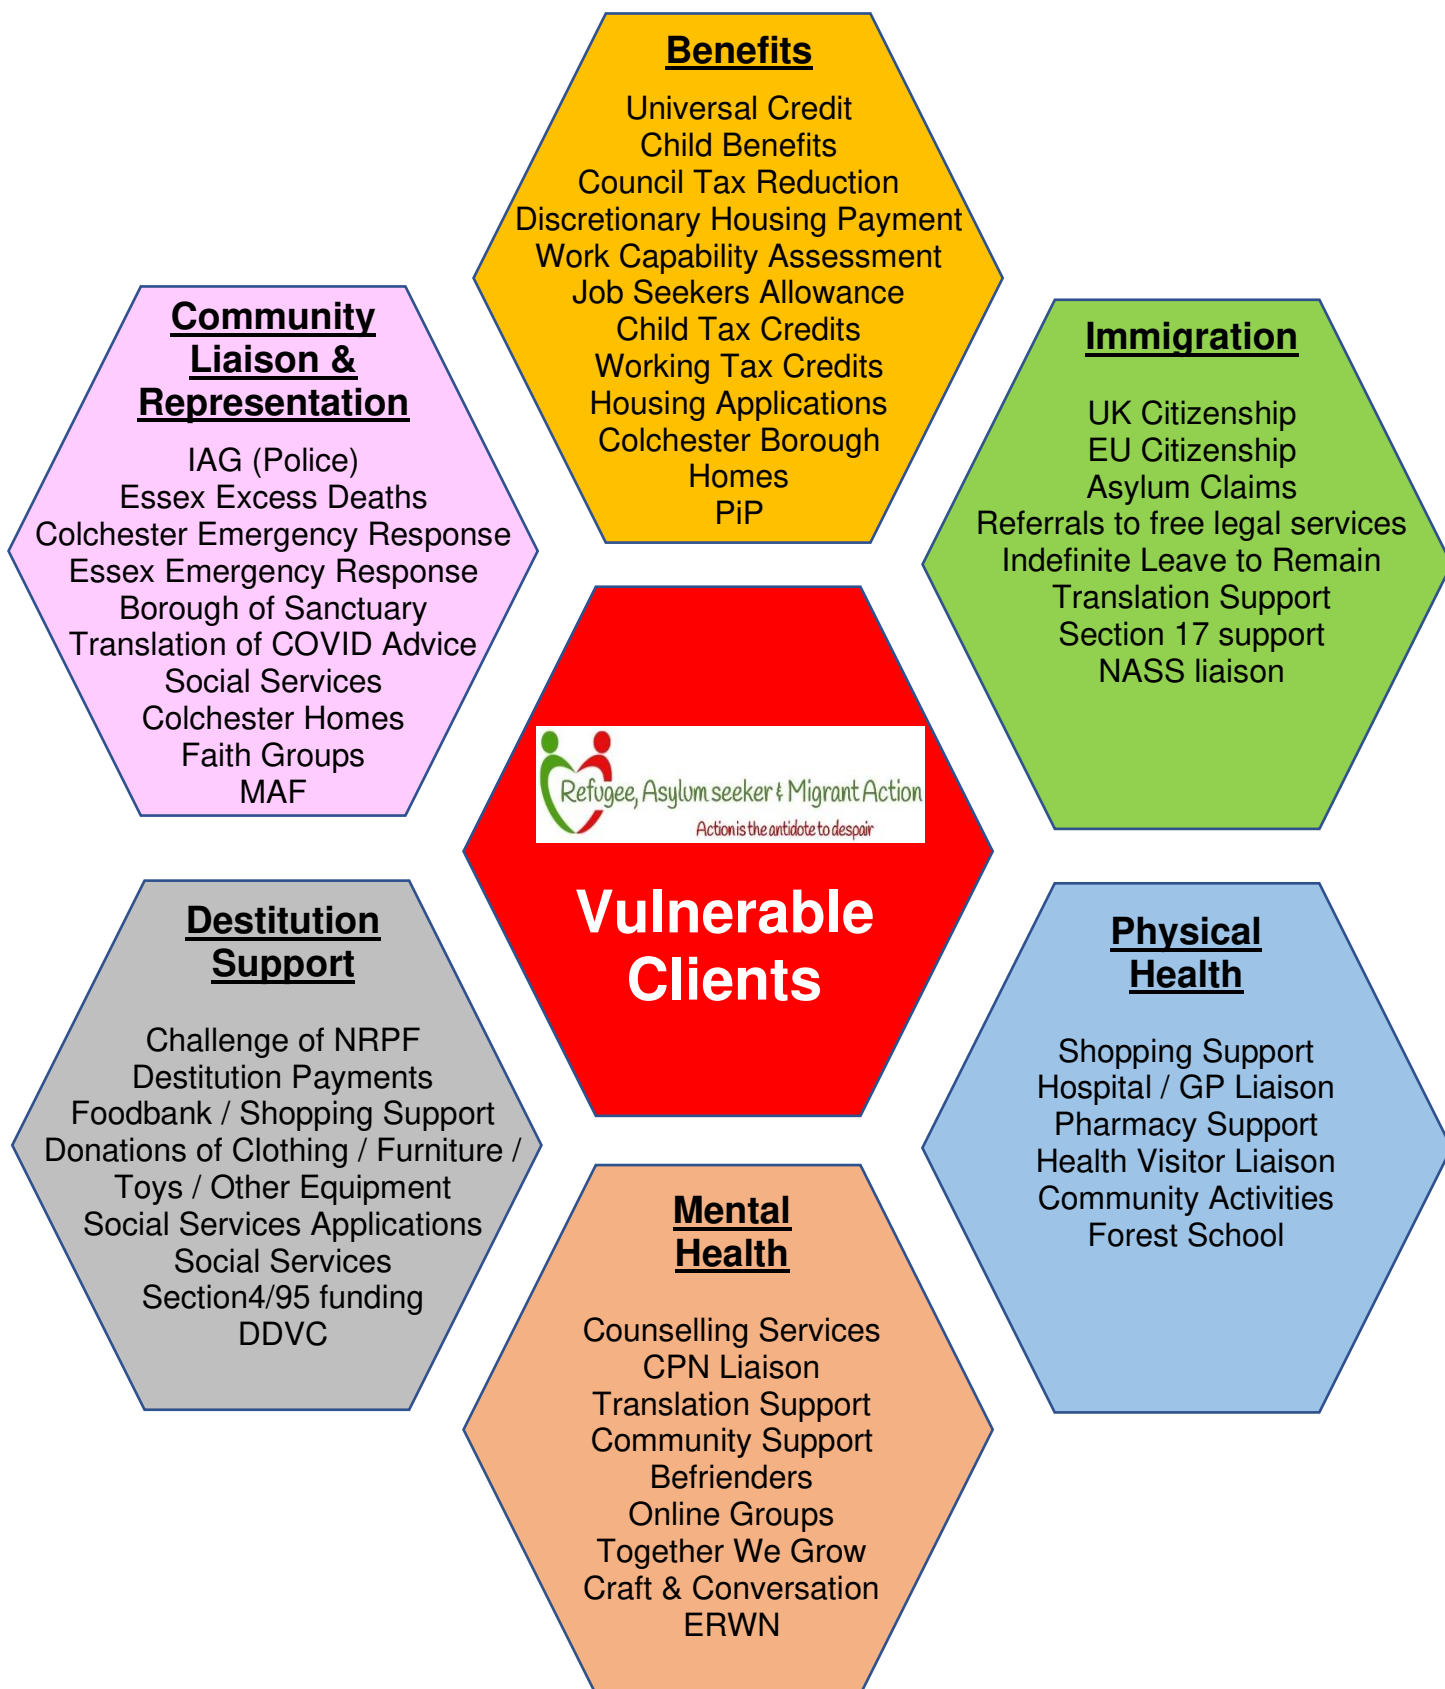 Benefits
Universal Credit
Child Benefits
Council Tax Reduction
Discretionary Housing Payment
Work Capability Assessment
Job Seekers Allowance
Child Tax Credits
Working Tax Credits
Housing Applications
Colchester Borough
Homes
PiP
Community
Liaison &
Representation
IAG (Police)
Essex Excess Deaths
Colchester Emergency Response
Essex Emergency Response
Borough of Sanctuary
Translation of COVID Advice
Social Services
Colchester Homes
Faith Groups
MAF
Immigration
UK Citizenship
EU Citizenship
Asylum Claims
Referrals to free legal services
Indefinite Leave to Remain
Translation Support
Section 17 support
NASS liaison
Refugee, Asylum seeker & Migrant Action
Action is the antidote to despair
Vulnerable
Clients
Destitution
Support
Challenge of NRPF
Destitution Payments
Foodbank / Shopping Support
Donations of Clothing / Furniture /
Toys / Other Equipment
Social Services Applications
Social Services
Section4/95 funding
DDVC
Physical
Health
Shopping Support
Hospital / GP Liaison
Pharmacy Support
Health Visitor Liaison
Community Activities
Forest School
Mental
Health
Counselling Services
CPN Liaison
Translation Support
Community Support
Befrienders
Online Groups
Together We Grow
Craft & Conversation
ERWN